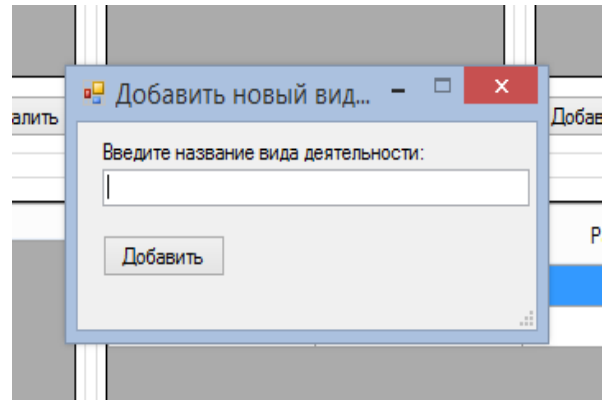 Добавить новый вид...
алить
Добав
Введите название вида деятельности:
Р
Добавить